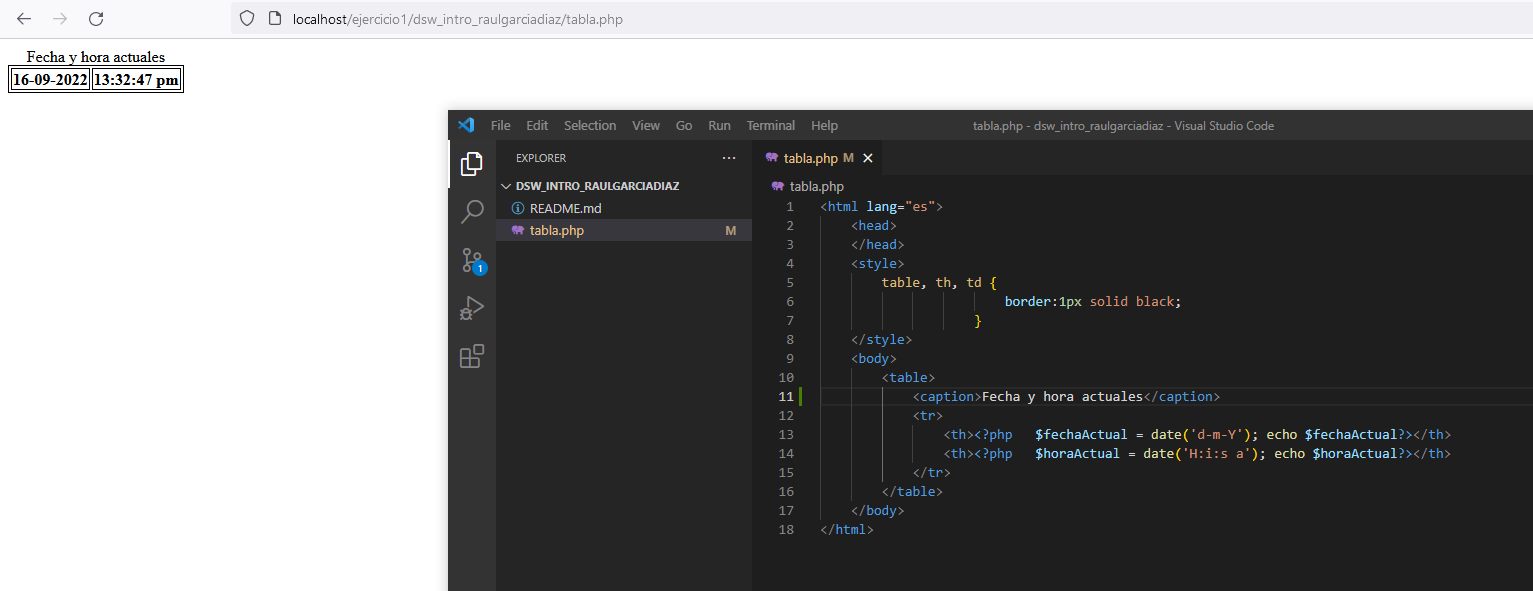 localhost/ejercicio1/dsw_intro_raulgarciadiaz/tabla.php
Fecha y hora actuales
16-09-2022 13:32:47 pm
File Edit Selection View Go Run Terminal Help tabla.php - dsw_intro_raulgarciadiaz - Visual Studio Code
EXPLORER ···
DSW_INTRO_RAULGARCIADIAZ
README.md
tabla.php M
1
tabla.php M
tabla.php
1 <html lang="es">
2 <head>
3 </head>
4 <style>
5 table, th, td {
6 border:1px solid black;
7 }
8 </style>
9 <body>
10 <table>
11 <caption>Fecha y hora actuales</caption>
12 <tr>
13 <th><?php $fechaActual = date('d-m-Y'); echo $fechaActual?></th>
14 <th><?php $horaActual = date('H:i:s a'); echo $horaActual?></th>
15 </tr>
16 </table>
17 </body>
18 </html>